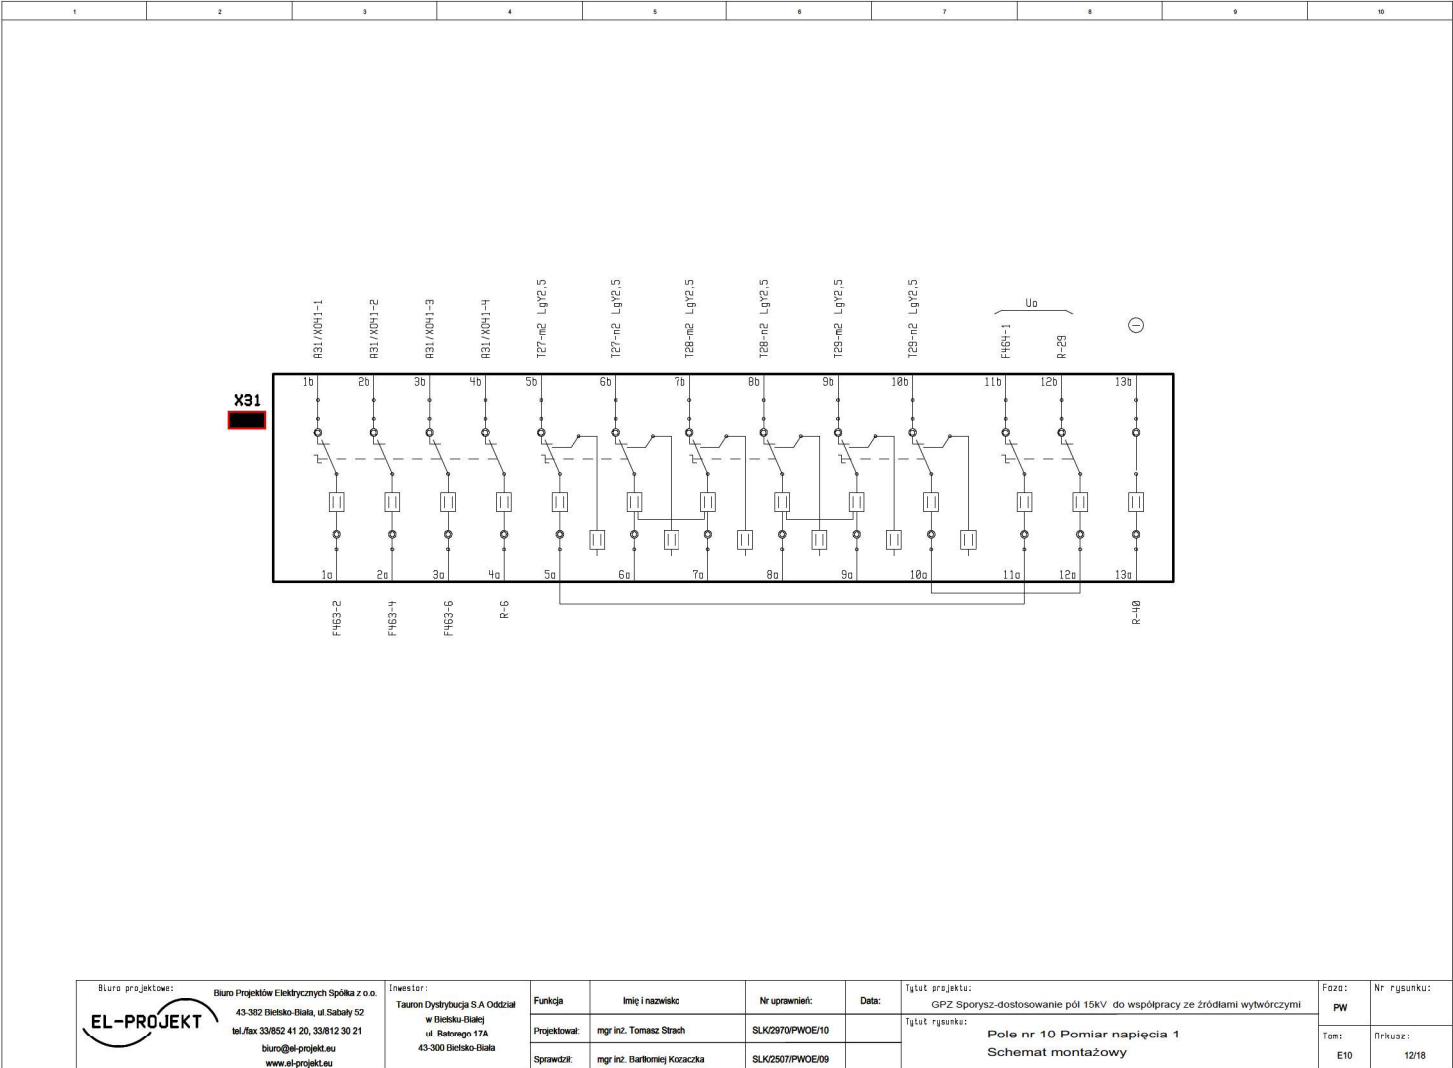 1 2 3 4 5 6 7 8 9 10
A31/X041-1
A31/X041-2
A31/X041-3
A31/X041-4
T27-m2 LgY2,5
T27-n2 LgY2,5
T28-m2 LgY2,5
T28-n2 LgY2,5
T29-m2 LgY2,5
T29-n2 LgY2,5
Uo
F464-1
R-29
X31
1b 2b 3b 4b 5b 6b 7b 8b 9b 10b 11b 12b 13b
1a 2a 3a 4a 5a 6a 7a 8a 9a 10a 11a 12a 13a
F463-2
F463-4
F463-6
R-6
R-40
Biuro projektowe:
EL-PROJEKT
Biuro Projektów Elektrycznych Spółka z o.o.
43-382 Bielsko-Biała, ul.Sabały 52
tel./fax 33/852 41 20, 33/812 30 21
biuro@el-projekt.eu
www.el-projekt.eu
Inwestor:
Tauron Dystrybucja S.A Oddział
w Bielsku-Białej
ul. Batorego 17A
43-300 Bielsko-Biała
Funkcja Imię i nazwisko Nr uprawnień: Data:
Projektował: mgr inż. Tomasz Strach SLK/2970/PWOE/10
Sprawdził: mgr inż. Bartłomiej Kozaczka SLK/2507/PWOE/09
Tytuł projektu:
GPZ Sporysz-dostosowanie pól 15kV do współpracy ze źródłami wytwórczymi
Tytuł rysunku:
Pole nr 10 Pomiar napięcia 1
Schemat montażowy
Faza:
PW
Nr rysunku:
Tom:
E10
Arkusz:
12/18